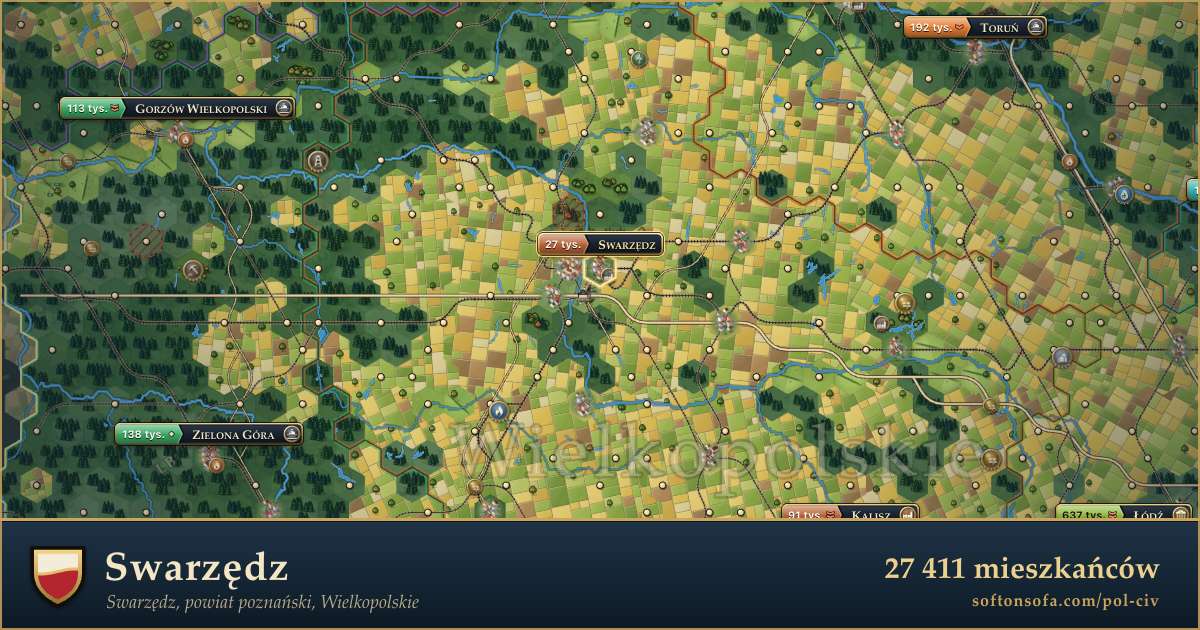 192 tys. TORUŃ
113 tys. GORZÓW WIELKOPOLSKI
27 tys. SWARZĘDZ
138 tys. ZIELONA GÓRA
Wielkopolskie
91 tys. KALISZ
637 tys. ŁÓDŹ
Swarzędz
27 411 mieszkańców
Swarzędz, powiat poznański, Wielkopolskie
softonsofa.com/pol-civ